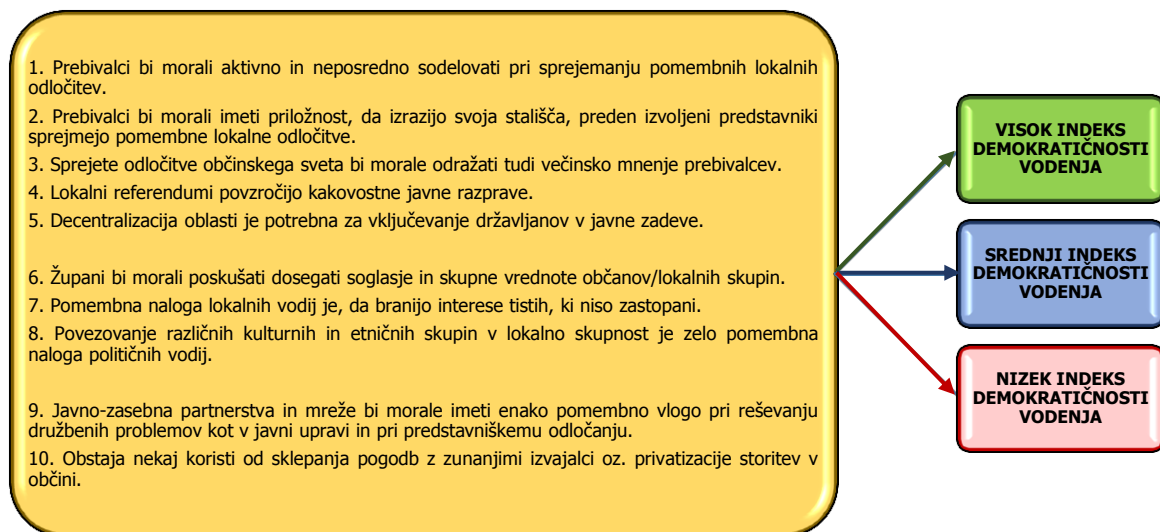 1. Prebivalci bi morali aktivno in neposredno sodelovati pri sprejemanju pomembnih lokalnih
odločitev.
2. Prebivalci bi morali imeti priložnost, da izrazijo svoja stališča, preden izvoljeni predstavniki
sprejmejo pomembne lokalne odločitve.
3. Sprejete odločitve občinskega sveta bi morale odražati tudi večinsko mnenje prebivalcev.
4. Lokalni referendumi povzročijo kakovostne javne razprave.
5. Decentralizacija oblasti je potrebna za vključevanje državljanov v javne zadeve.
6. Župani bi morali poskušati dosegati soglasje in skupne vrednote občanov/lokalnih skupin.
7. Pomembna naloga lokalnih vodij je, da branijo interese tistih, ki niso zastopani.
8. Povezovanje različnih kulturnih in etničnih skupin v lokalno skupnost je zelo pomembna
naloga političnih vodij.
9. Javno-zasebna partnerstva in mreže bi morale imeti enako pomembno vlogo pri reševanju
družbenih problemov kot v javni upravi in pri predstavniškemu odločanju.
10. Obstaja nekaj koristi od sklepanja pogodb z zunanjimi izvajalci oz. privatizacije storitev v
občini.
VISOK INDEKS
DEMOKRATIČNOSTI
VODENJA
SREDNJI INDEKS
DEMOKRATIČNOSTI
VODENJA
NIZEK INDEKS
DEMOKRATIČNOSTI
VODENJA